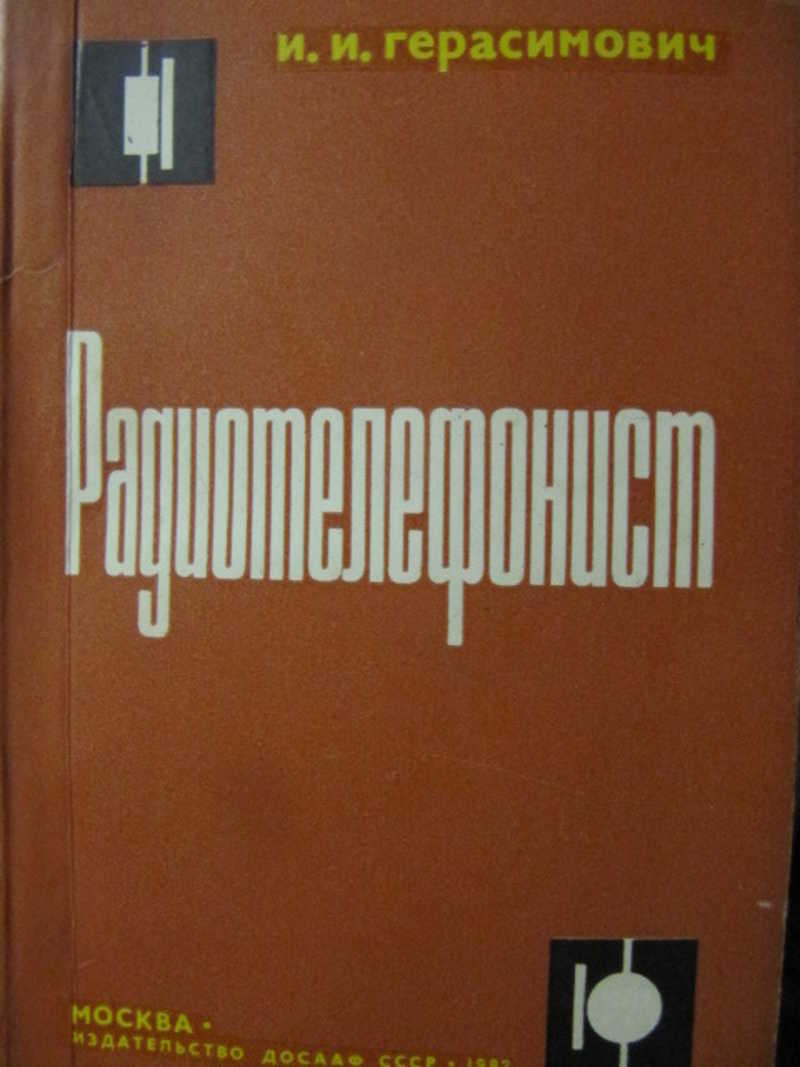 и. и. герасимович
Радиотелефонист
МОСКВА •
ИЗДАТЕЛЬСТВО ДОСААФ СССР •